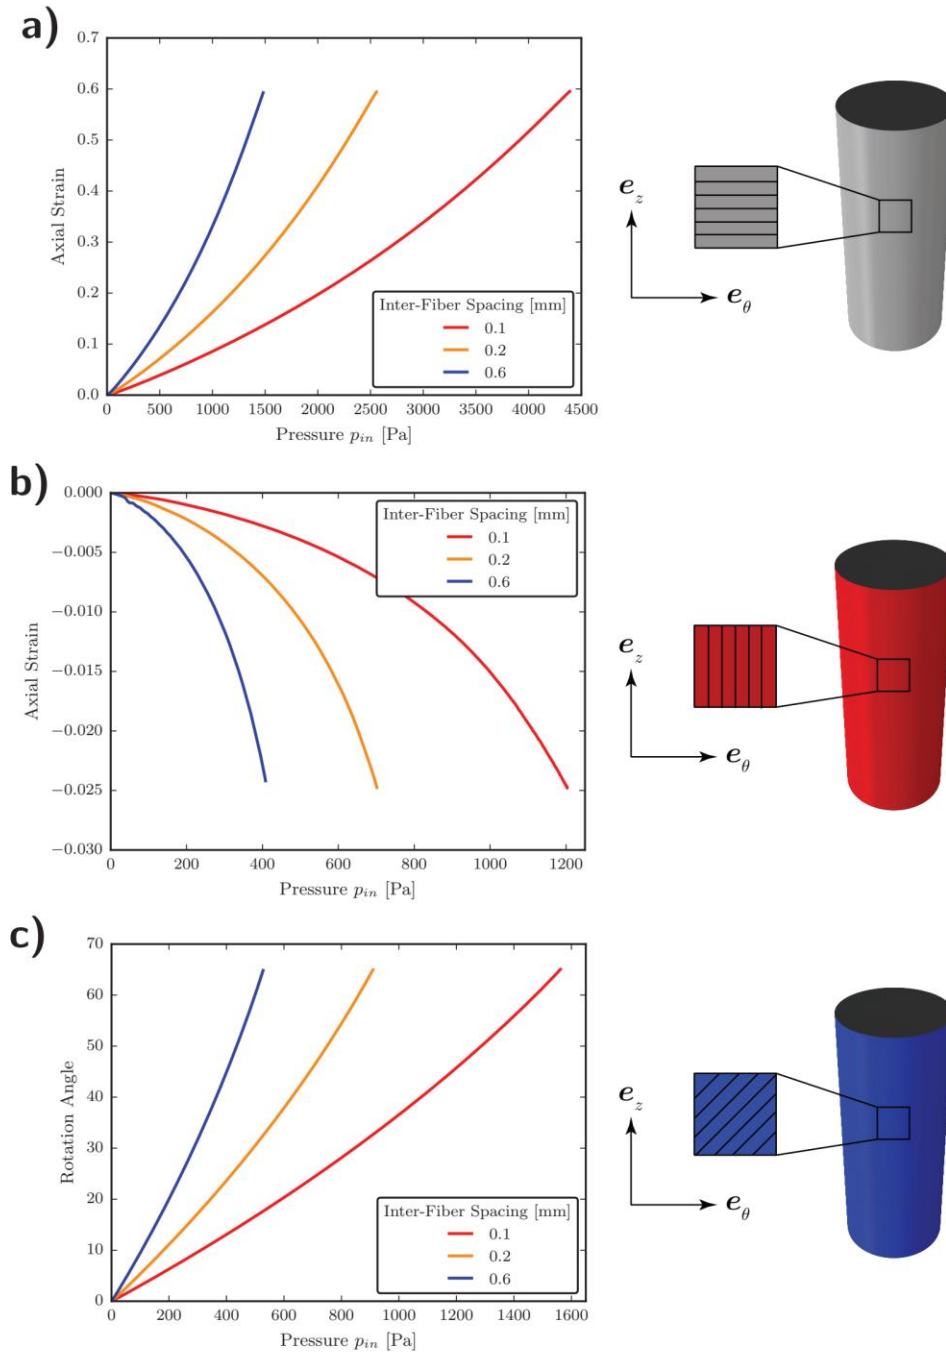 a)
0.7
0.6
0.5
0.4
0.3
0.2
0.1
0.0
Axial Strain
Inter-Fiber Spacing [mm]
0.1
0.2
0.6
0 500 1000 1500 2000 2500 3000 3500 4000 4500
Pressure p_in [Pa]
e_z
e_θ
b)
0.000
−0.005
−0.010
−0.015
−0.020
−0.025
−0.030
Axial Strain
Inter-Fiber Spacing [mm]
0.1
0.2
0.6
0 200 400 600 800 1000 1200
Pressure p_in [Pa]
e_z
e_θ
c)
70
60
50
40
30
20
10
0
Rotation Angle
Inter-Fiber Spacing [mm]
0.1
0.2
0.6
0 200 400 600 800 1000 1200 1400 1600
Pressure p_in [Pa]
e_z
e_θ